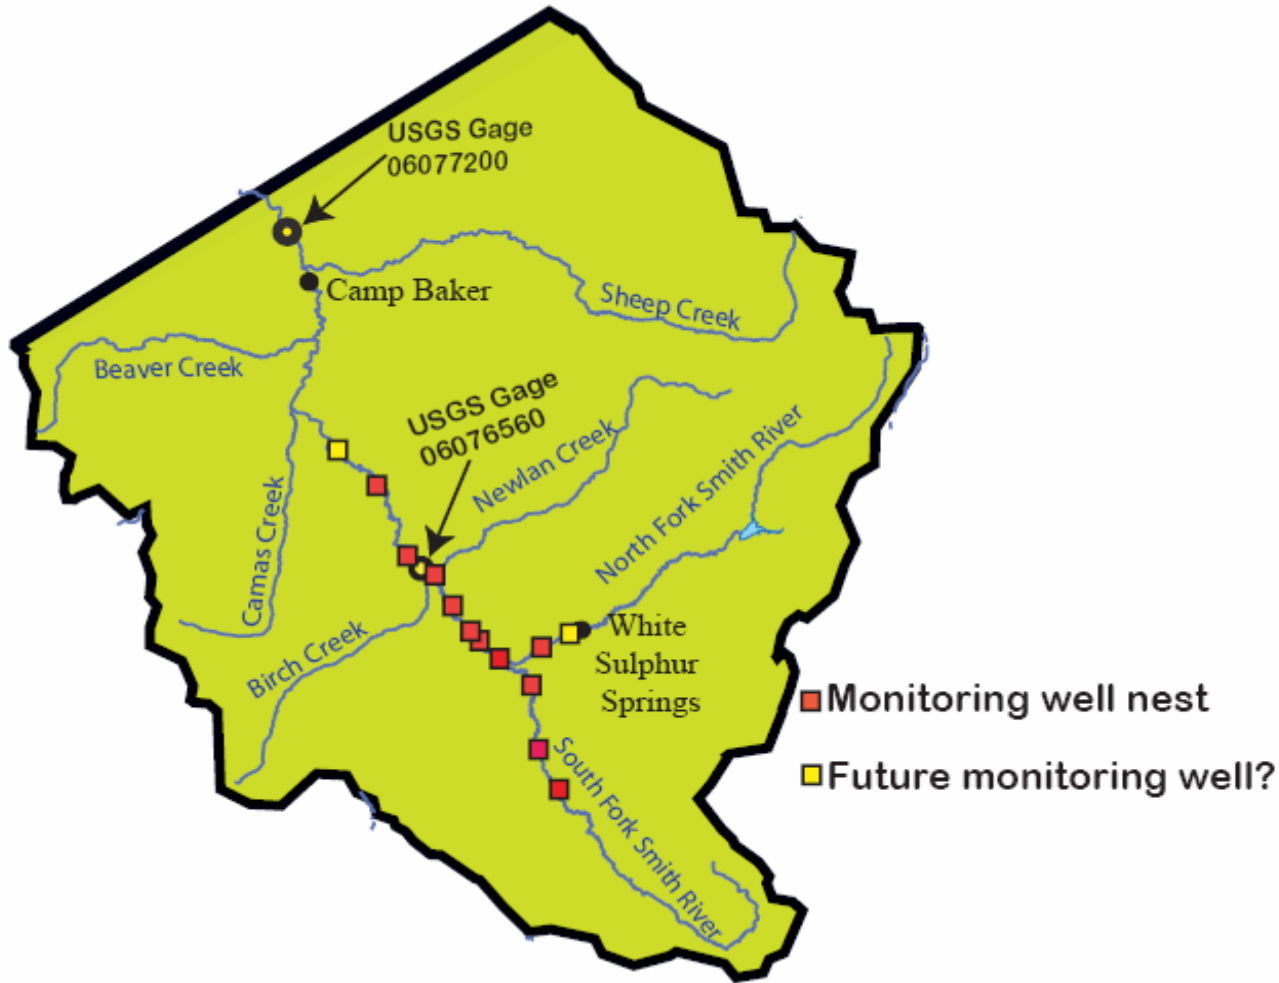 USGS Gage
06077200
Camp Baker
Sheep Creek
Beaver Creek
USGS Gage
06076560
Newlan Creek
North Fork Smith River
Camas Creek
Birch Creek
White
Sulphur
Springs
South Fork Smith River
Monitoring well nest
Future monitoring well?